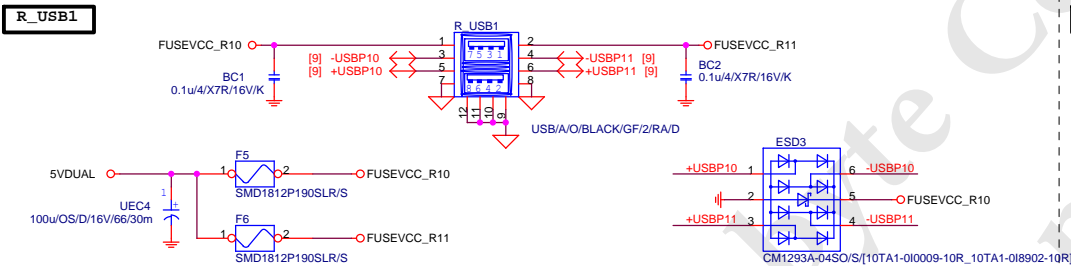 R_USB1
R_USB1
FUSEVCC_R10
1
2
FUSEVCC_R11
[9] -USBP10
3
7 5 3 1
4
-USBP11 [9]
[9] +USBP10
5
6
+USBP11 [9]
BC1
0.1u/4/X7R/16V/K
7
8 6 4 2
8
BC2
0.1u/4/X7R/16V/K
12
11
10
9
USB/A/O/BLACK/GF/2/RA/D
5VDUAL
F5
1
2
FUSEVCC_R10
SMD1812P190SLR/S
1
+
UEC4
100u/OS/D/16V/66/30m
F6
1
2
FUSEVCC_R11
SMD1812P190SLR/S
ESD3
+USBP10
1
6
-USBP10
2
5
FUSEVCC_R10
+USBP11
3
4
-USBP11
CM1293A-04SO/S/[10TA1-0I0009-10R_10TA1-0I8902-10R]